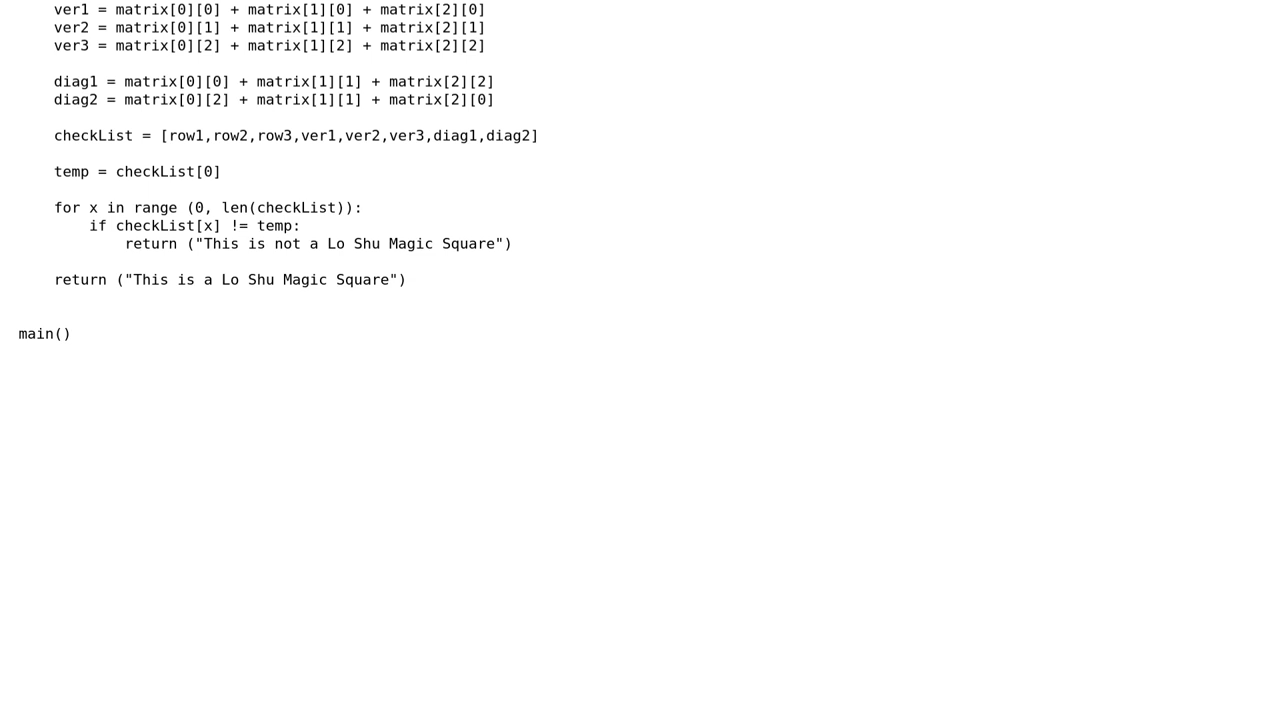 ver1 = matrix[0][0] + matrix[1][0] + matrix[2][0]
    ver2 = matrix[0][1] + matrix[1][1] + matrix[2][1]
    ver3 = matrix[0][2] + matrix[1][2] + matrix[2][2]

    diag1 = matrix[0][0] + matrix[1][1] + matrix[2][2]
    diag2 = matrix[0][2] + matrix[1][1] + matrix[2][0]

    checkList = [row1,row2,row3,ver1,ver2,ver3,diag1,diag2]

    temp = checkList[0]

    for x in range (0, len(checkList)):
        if checkList[x] != temp:
            return ("This is not a Lo Shu Magic Square")

    return ("This is a Lo Shu Magic Square")


main()